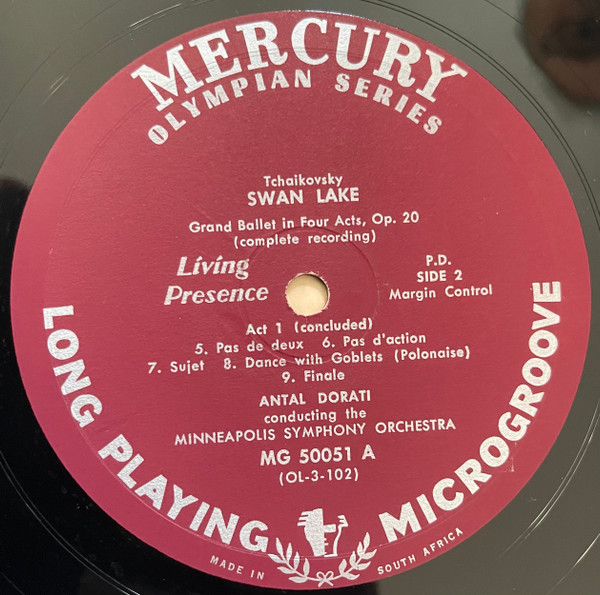 MERCURY
OLYMPIAN SERIES
Tchaikovsky
SWAN LAKE
Grand Ballet in Four Acts, Op. 20
(complete recording)
Living
Presence
P.D.
SIDE 2
Margin Control
Act 1 (concluded)
5. Pas de deux 6. Pas d'action
7. Sujet 8. Dance with Goblets (Polonaise)
9. Finale
ANTAL DORATI
conducting the
MINNEAPOLIS SYMPHONY ORCHESTRA
MG 50051 A
(OL-3-102)
LONG PLAYING
MICROGROOVE
MADE IN
SOUTH AFRICA